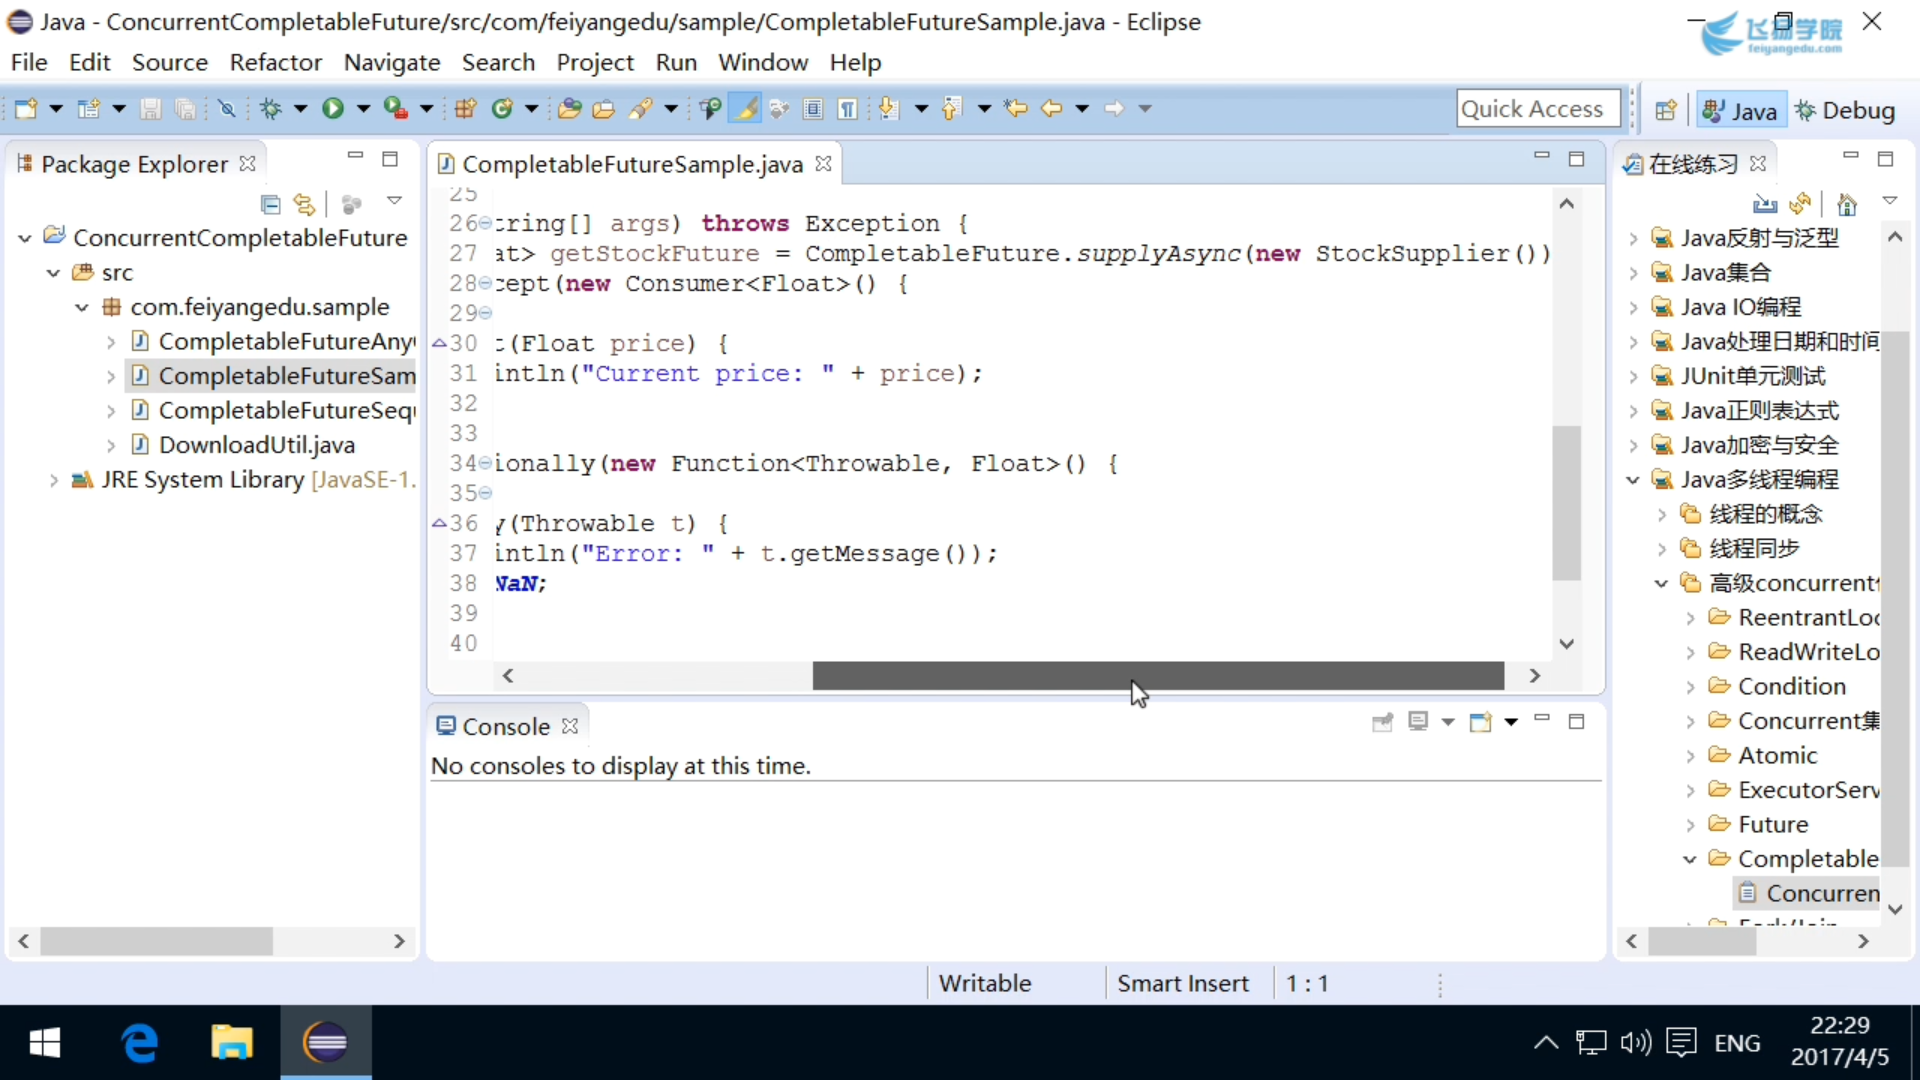 Java - ConcurrentCompletableFuture/src/com/feiyangedu/sample/CompletableFutureSample.java - Eclipse
飞扬学院
feiyangedu.com
File Edit Source Refactor Navigate Search Project Run Window Help
Quick Access
Java
Debug
Package Explorer
ConcurrentCompletableFuture
src
com.feiyangedu.sample
CompletableFutureAny
CompletableFutureSam
CompletableFutureSequ
DownloadUtil.java
JRE System Library [JavaSE-1.
CompletableFutureSample.java
25
26 tring[] args) throws Exception {
27 at> getStockFuture = CompletableFuture.supplyAsync(new StockSupplier())
28 cept(new Consumer<Float>() {
29
30 t(Float price) {
31 intln("Current price: " + price);
32
33
34 ionally(new Function<Throwable, Float>() {
35
36 y(Throwable t) {
37 intln("Error: " + t.getMessage());
38 NaN;
39
40
Console
No consoles to display at this time.
在线练习
Java反射与泛型
Java集合
Java IO编程
Java处理日期和时间
JUnit单元测试
Java正则表达式
Java加密与安全
Java多线程编程
线程的概念
线程同步
高级concurrent
ReentrantLoc
ReadWriteLo
Condition
Concurrent集
Atomic
ExecutorServ
Future
Completable
Concurren
Fork/Join
Writable
Smart Insert
1 : 1
ENG
22:29
2017/4/5